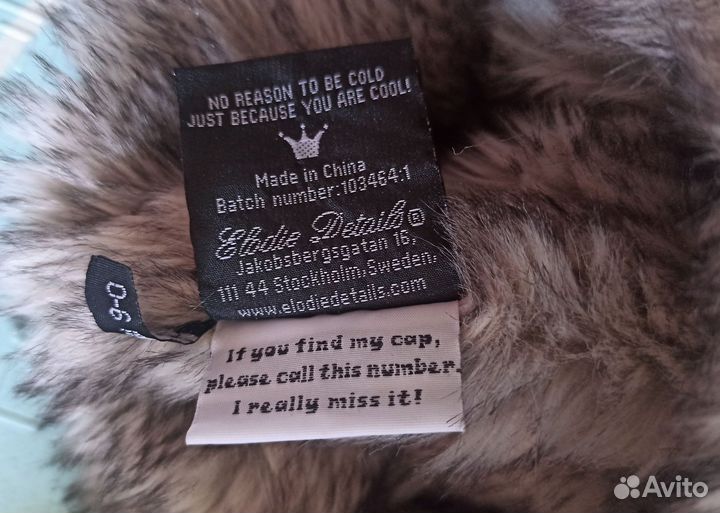 NO REASON TO BE COLD
JUST BECAUSE YOU ARE COOL!
Made in China
Batch number:103464:1
Elodie Details®
Jakobsbergsgatan 16,
111 44 Stockholm, Sweden.
www.elodiedetails.com
0-6
If you find my cap,
please call this number.
I really miss it!
Avito